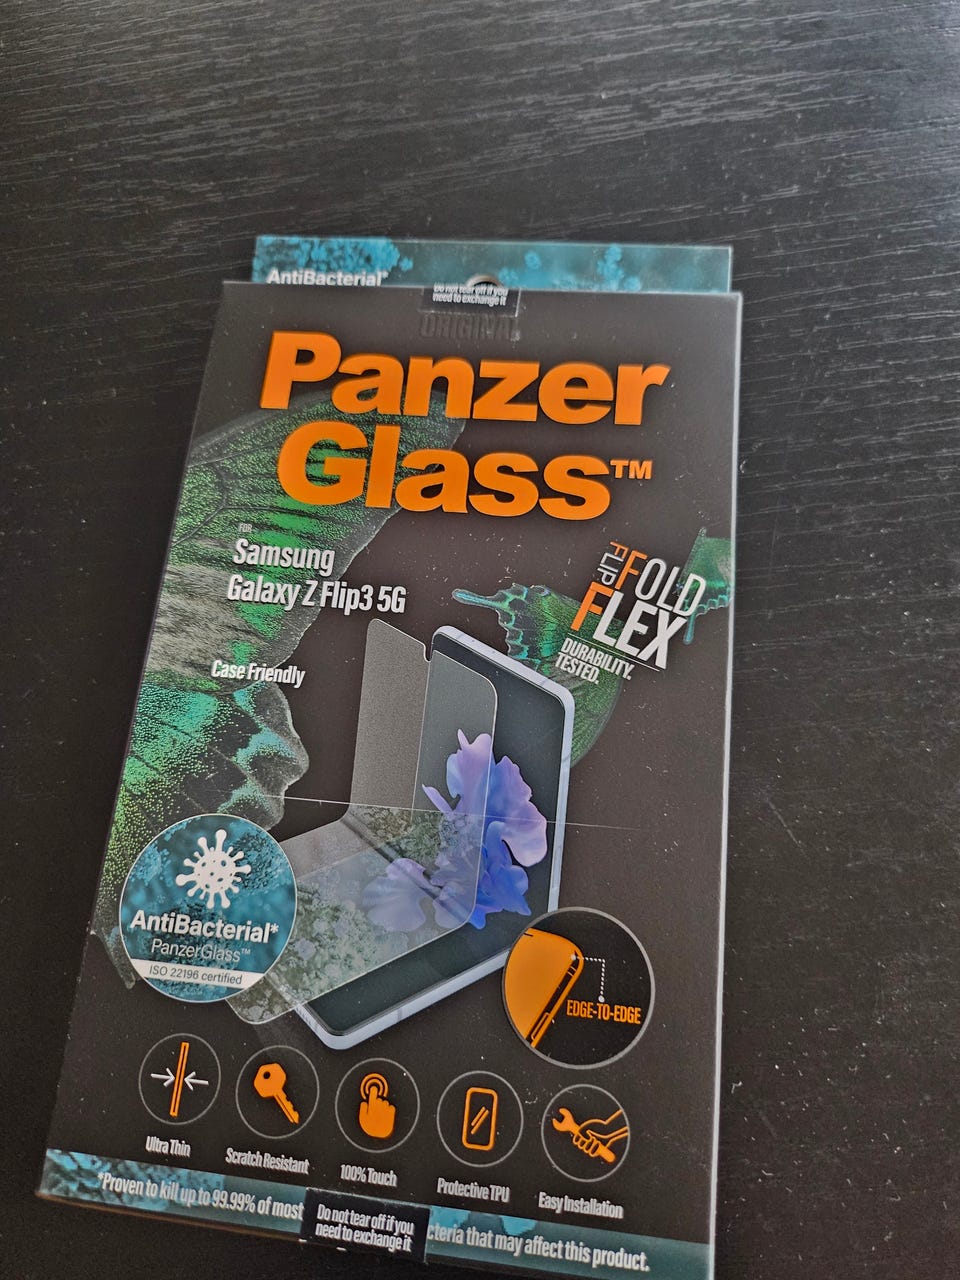 AntiBacterial*
Do not tear off if you
need to exchange it
ORIGINAL
Panzer
Glass™
FOR
Samsung
Galaxy Z Flip3 5G
Case Friendly
FLIP
FOLD
FLEX
DURABILITY.
TESTED.
AntiBacterial*
PanzerGlass™
ISO 22196 certified
EDGE-TO-EDGE
Ultra Thin
Scratch Resistant
100% Touch
Protective TPU
Easy Installation
*Proven to kill up to 99.99% of most
cteria that may affect this product.
Do not tear off if you
need to exchange it